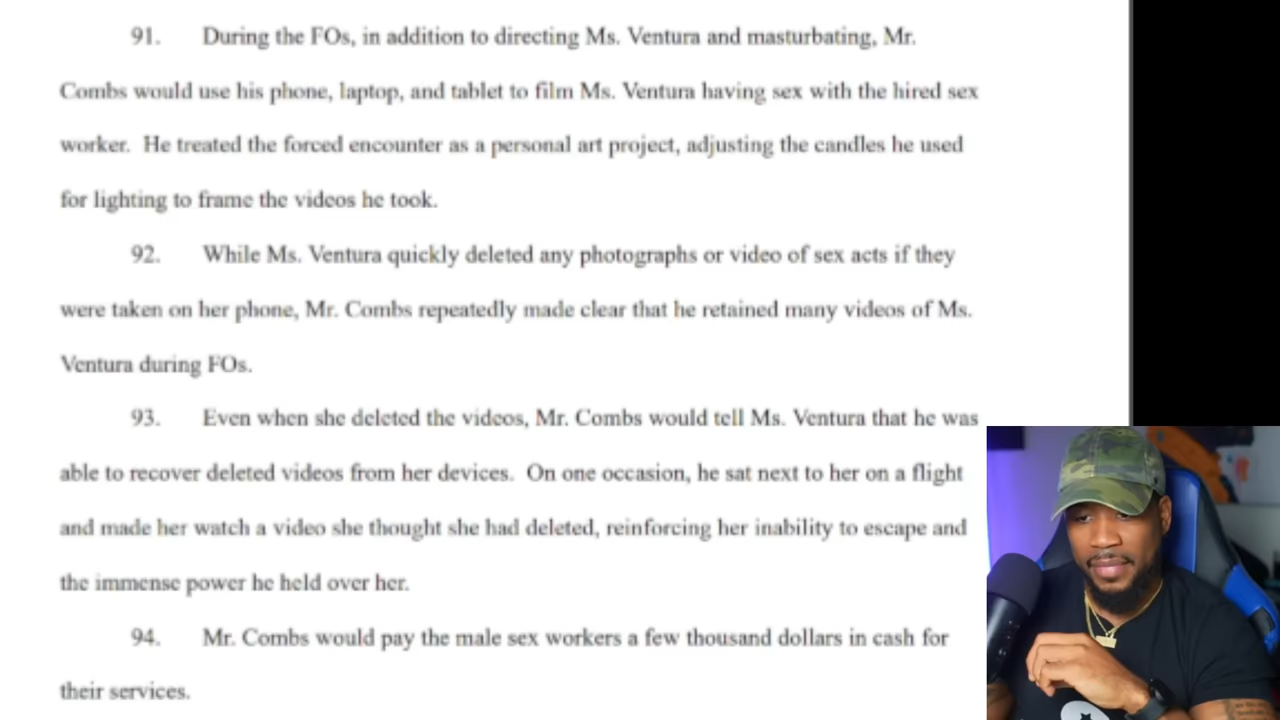 91. During the FOs, in addition to directing Ms. Ventura and masturbating, Mr.
Combs would use his phone, laptop, and tablet to film Ms. Ventura having sex with the hired sex
worker. He treated the forced encounter as a personal art project, adjusting the candles he used
for lighting to frame the videos he took.
92. While Ms. Ventura quickly deleted any photographs or video of sex acts if they
were taken on her phone, Mr. Combs repeatedly made clear that he retained many videos of Ms.
Ventura during FOs.
93. Even when she deleted the videos, Mr. Combs would tell Ms. Ventura that he was
able to recover deleted videos from her devices. On one occasion, he sat next to her on a flight
and made her watch a video she thought she had deleted, reinforcing her inability to escape and
the immense power he held over her.
94. Mr. Combs would pay the male sex workers a few thousand dollars in cash for
their services.